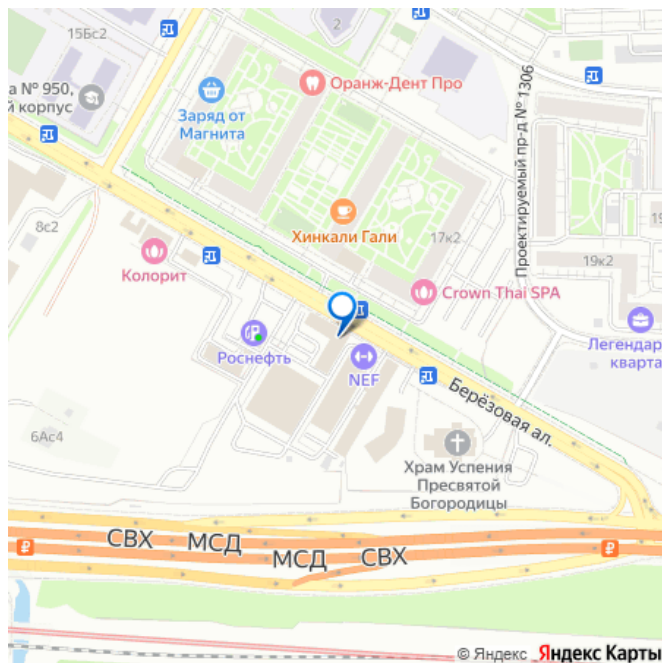 15Бс2
2
Оранж-Дент Про
а № 950,
й корпус
Заряд от
Магнита
Проектируемый пр-д № 1306
8с2
Хинкали Гали
17к2
19
19к2
Колорит
Crown Thai SPA
Роснефть
Легендар
кварта
NEF
Берёзовая ал.
6Ас4
Храм Успения
Пресвятой
Богородицы
СВХ МСД
МСД СВХ
© Яндекс Яндекс Карты